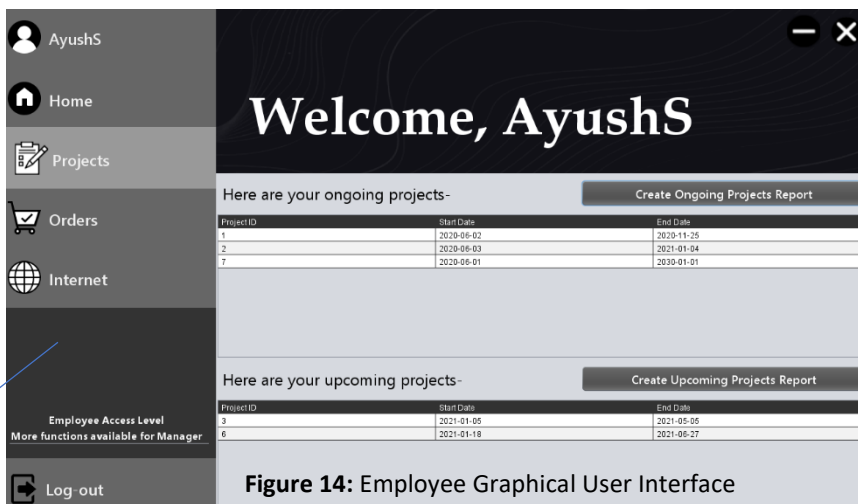 AyushS
Home
Projects
Orders
Internet
Employee Access Level
More functions available for Manager
Log-out
Welcome, AyushS
Here are your ongoing projects-
Create Ongoing Projects Report
Project ID Start Date End Date
1 2020-06-02 2020-11-25
2 2020-06-03 2021-01-04
7 2020-06-01 2030-01-01
Here are your upcoming projects-
Create Upcoming Projects Report
Project ID Start Date End Date
3 2021-01-05 2021-05-05
6 2021-01-18 2021-06-27
Figure 14: Employee Graphical User Interface